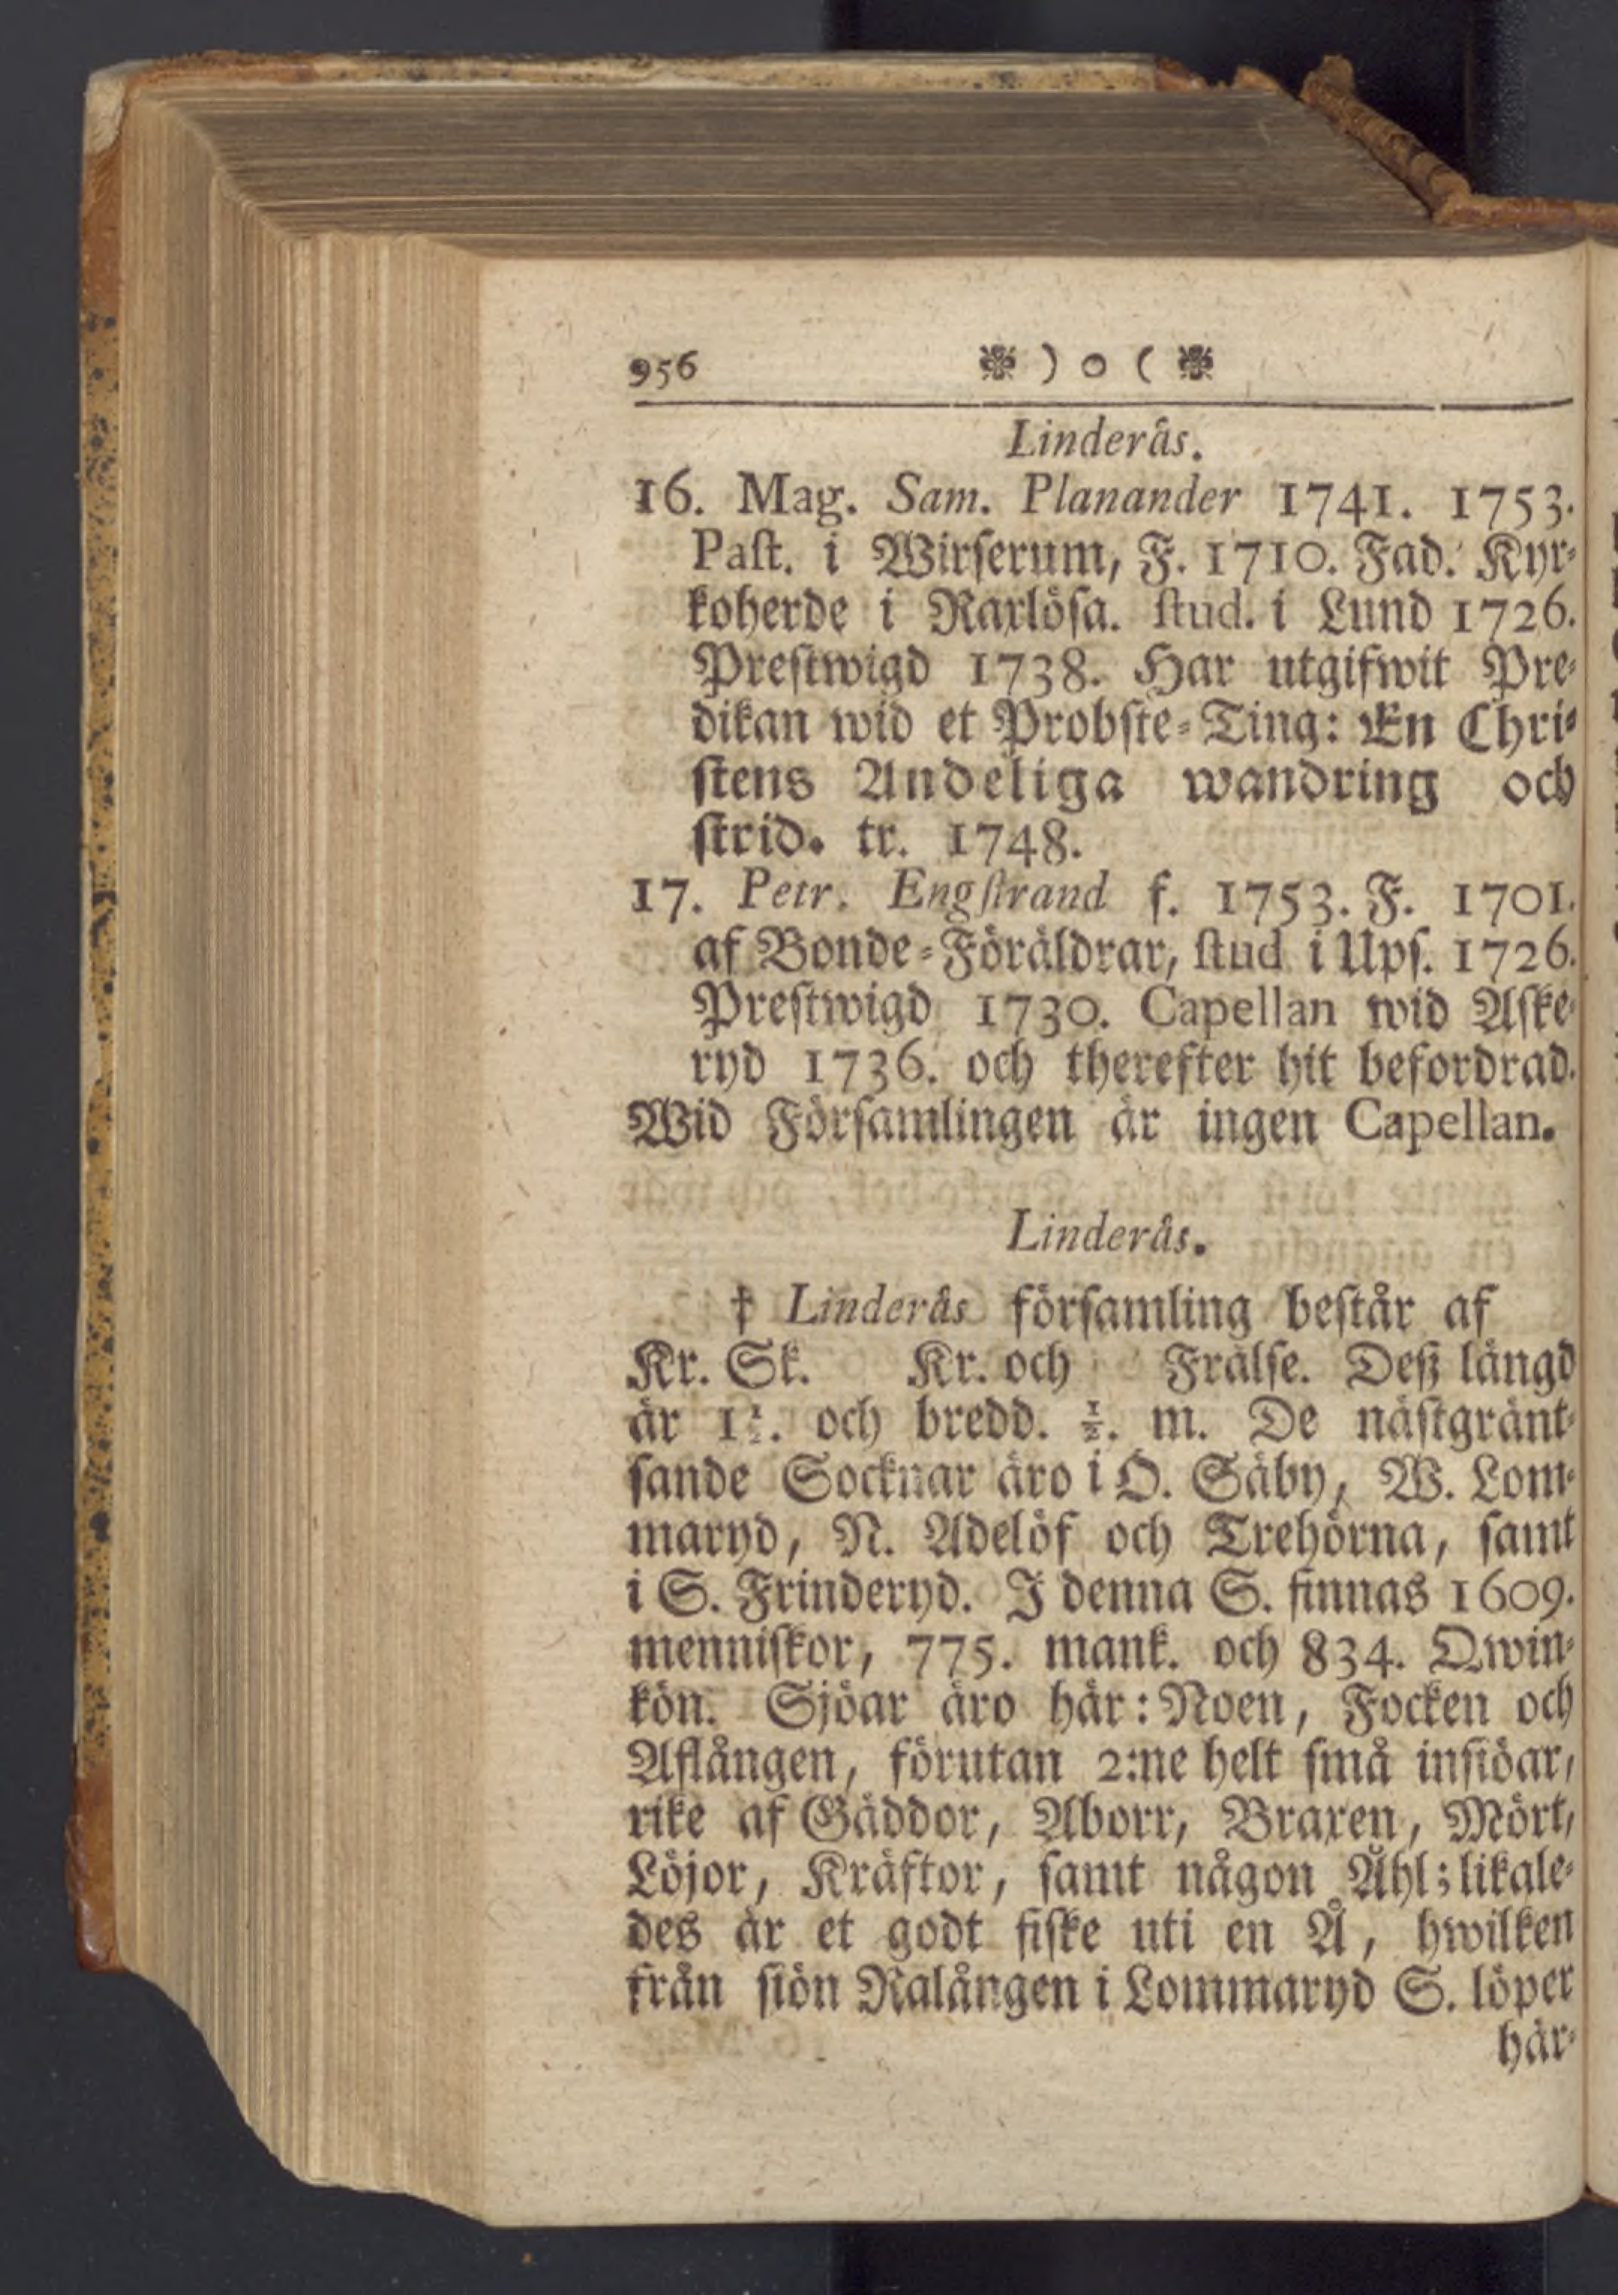 956 ❋ ) o ( ❋
Linderås.
16. Mag. Sam. Planander 1741. 1753.
Past. i Wirserum, F. 1710. Fad. Kyr-
koherde i Raxlösa. stud. i Lund 1726.
Prestwigd 1738. Har utgifwit Pre-
dikan wid et Probste-Ting: En Chri-
stens Andeliga wandring och
strid. tr. 1748.
17. Petr. Engstrand f. 1753. F. 1701.
af Bonde-Föräldrar, stud i Ups. 1726.
Prestwigd 1730. Capellan wid Aske-
ryd 1736. och therefter hit befordrad.
Wid Församlingen är ingen Capellan.
Linderås.
‡ Linderås församling består af
Kr. Sk. Kr. och Frälse. Deß längd
är 1½. och bredd. ½. m. De nästgränt-
sande Socknar äro i Ö. Säby, W. Lom-
maryd, N. Adelöf och Trehörna, samt
i S. Frinderyd. I denna S. finnas 1609.
menniskor, 775. mank. och 834. Qwin-
kön. Sjöar äro här: Noen, Focken och
Aflången, förutan 2:ne helt små insiöar,
rike af Gäddor, Aborr, Braxen, Mört,
Löjor, Kräftor, samt någon Åhl; likale-
des är et godt fiske uti en Å, hwilken
från siön Ralången i Lommaryd S. löper
här-